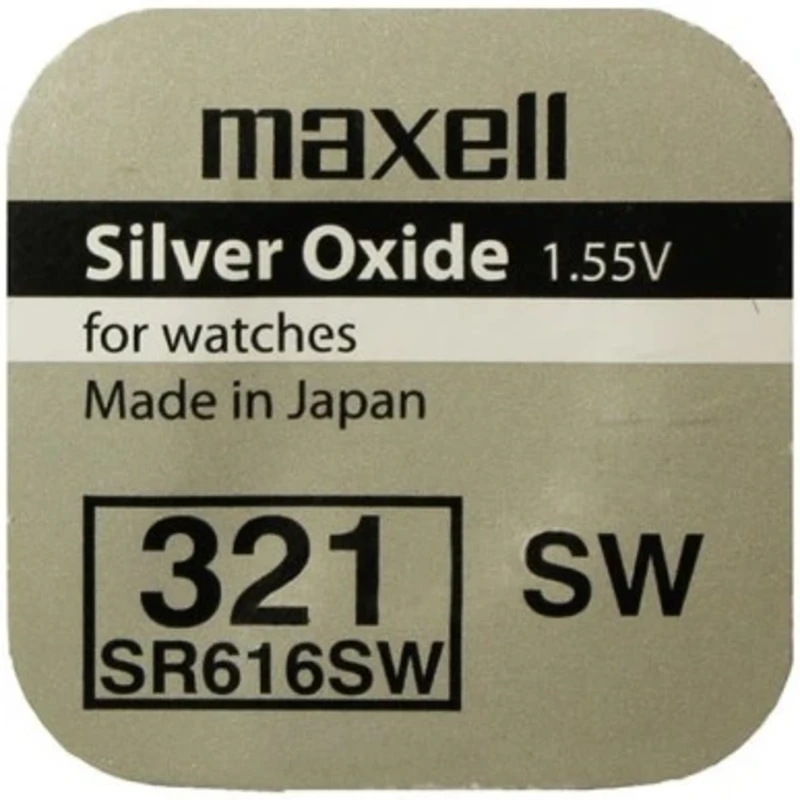 maxell
Silver Oxide 1.55V
for watches
Made in Japan
321
SR616SW
SW